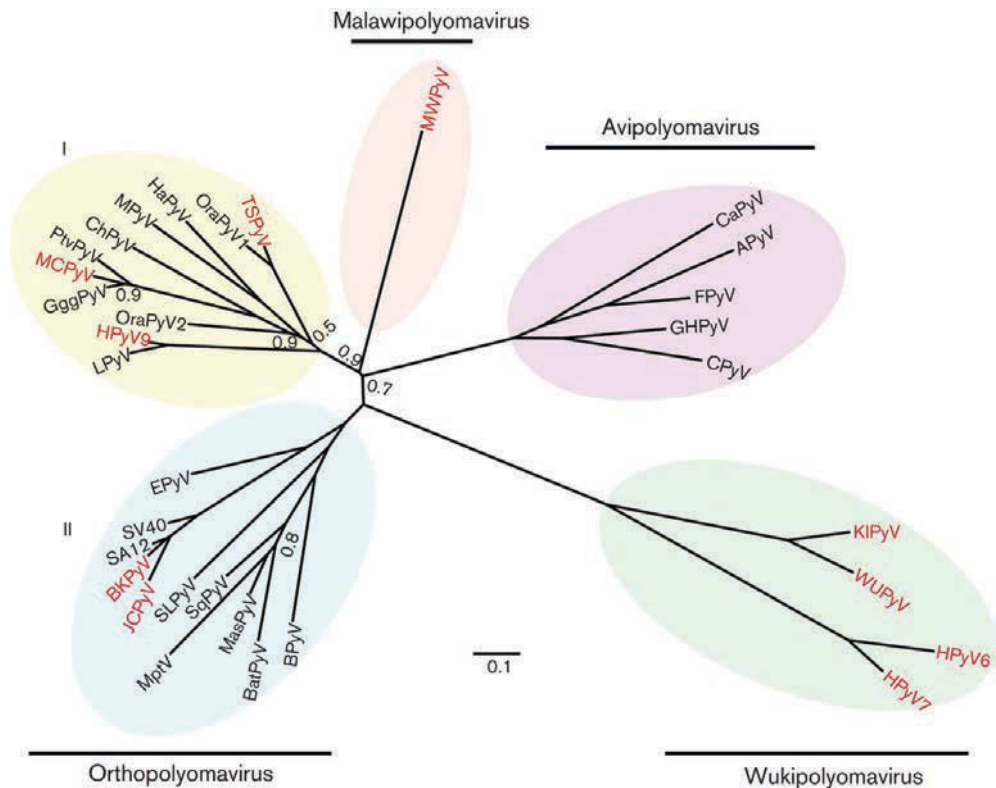 Malawipolyomavirus
MWPyV
Avipolyomavirus
CaPyV
APyV
FPyV
GHPyV
CPyV
I
TSPyV
OraPyV1
HaPyV
MPyV
ChPyV
PtvPyV
MCPyV
GggPyV
0.9
OraPyV2
HPyV9
LPyV
0.9
0.5
0.9
0.7
II
EPyV
SV40
SA12
BKPyV
JCPyV
SLPyV
SqPyV
MptV
MasPyV
BatPyV
0.8
BPyV
0.1
KIPyV
WUPyV
HPyV6
HPyV7
Orthopolyomavirus
Wukipolyomavirus